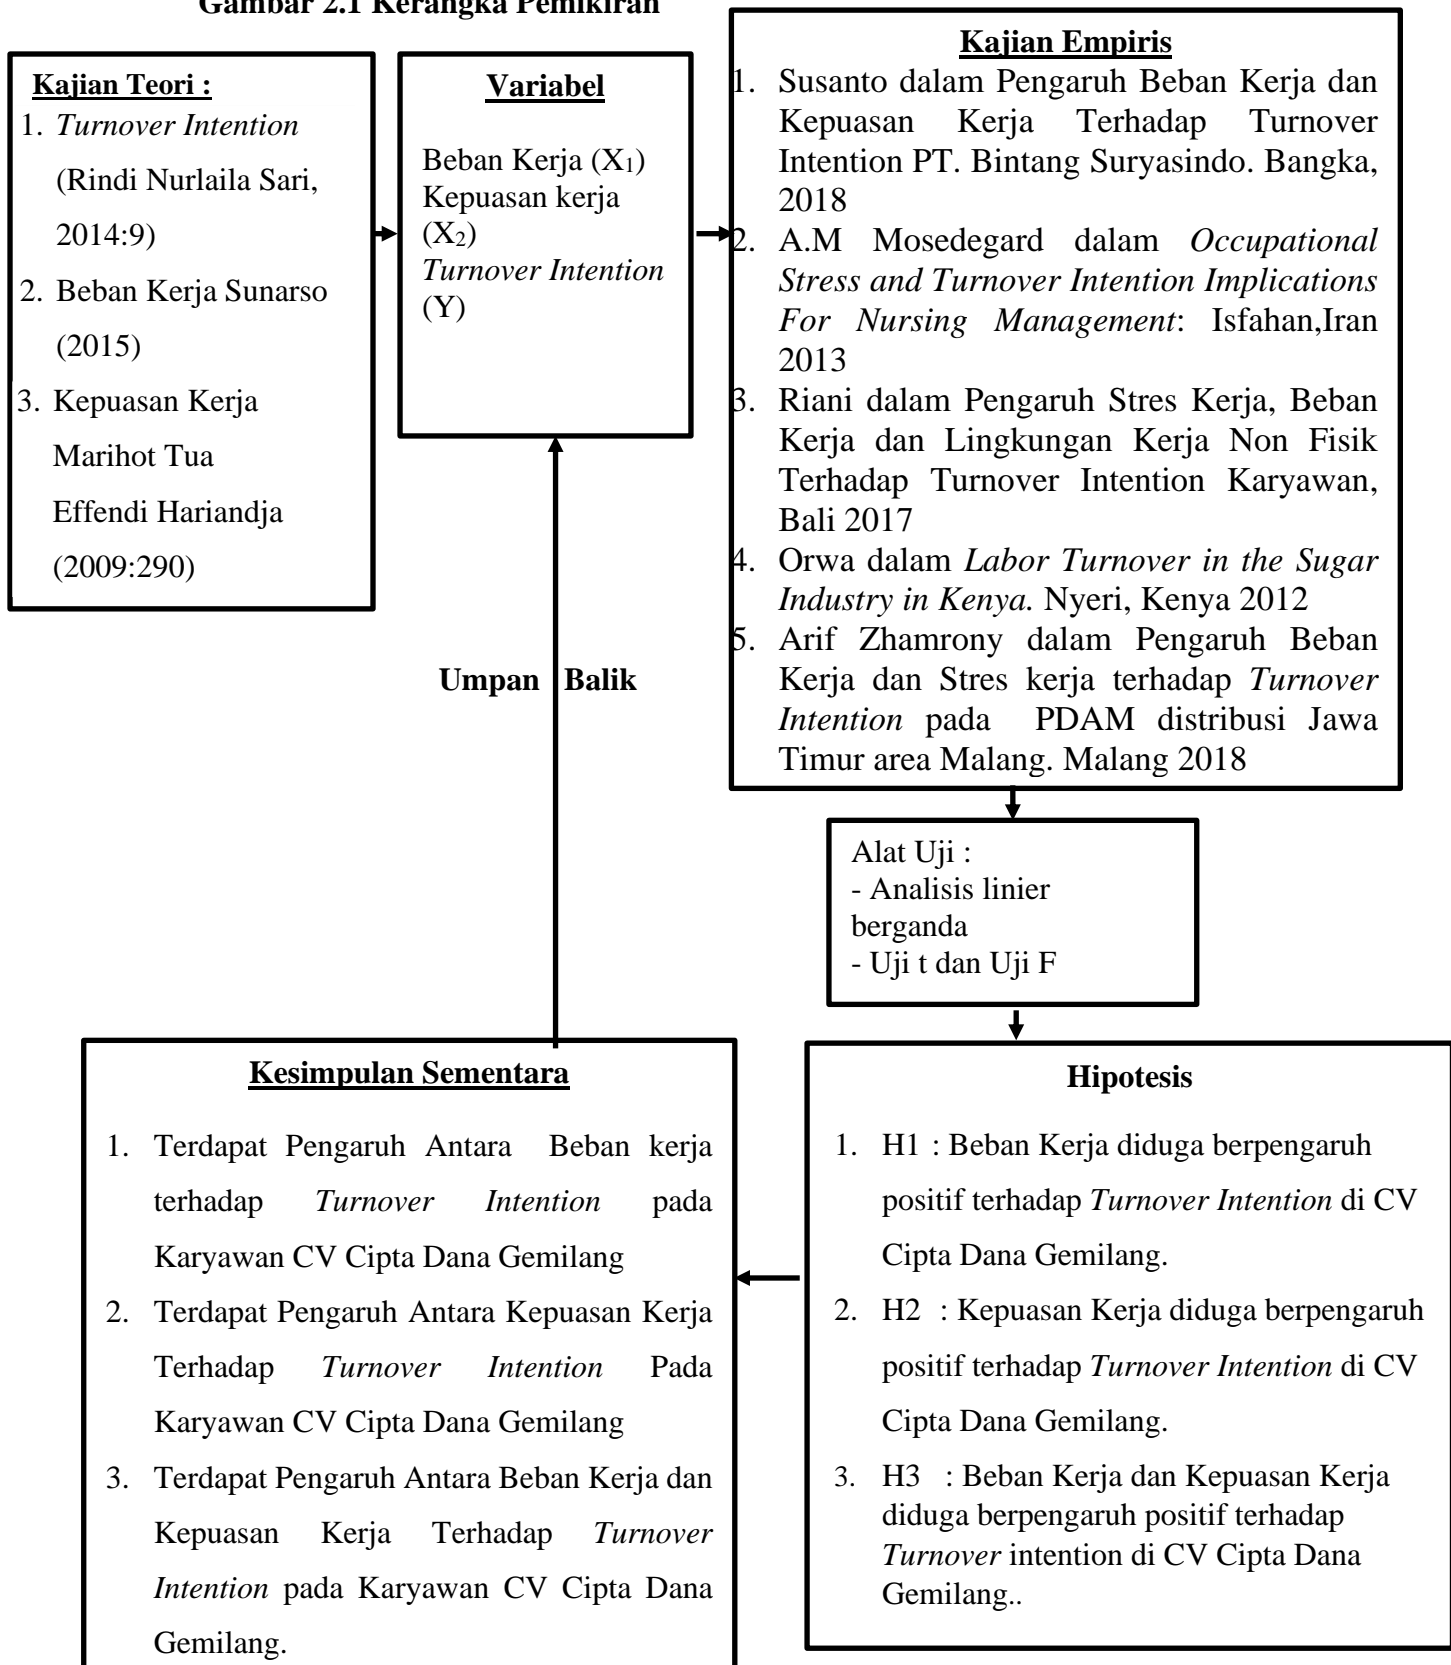 Gambar 2.1 Kerangka Pemikiran
Kajian Teori :
1. Turnover Intention
(Rindi Nurlaila Sari,
2014:9)
2. Beban Kerja Sunarso
(2015)
3. Kepuasan Kerja
Marihot Tua
Effendi Hariandja
(2009:290)
Variabel
Beban Kerja (X1)
Kepuasan kerja
(X2)
Turnover Intention
(Y)
Kajian Empiris
1. Susanto dalam Pengaruh Beban Kerja dan
Kepuasan Kerja Terhadap Turnover
Intention PT. Bintang Suryasindo. Bangka,
2018
2. A.M Mosedegard dalam Occupational
Stress and Turnover Intention Implications
For Nursing Management: Isfahan,Iran
2013
3. Riani dalam Pengaruh Stres Kerja, Beban
Kerja dan Lingkungan Kerja Non Fisik
Terhadap Turnover Intention Karyawan,
Bali 2017
4. Orwa dalam Labor Turnover in the Sugar
Industry in Kenya. Nyeri, Kenya 2012
5. Arif Zhamrony dalam Pengaruh Beban
Kerja dan Stres kerja terhadap Turnover
Intention pada PDAM distribusi Jawa
Timur area Malang. Malang 2018
Umpan Balik
Alat Uji :
- Analisis linier
berganda
- Uji t dan Uji F
Hipotesis
1. H1 : Beban Kerja diduga berpengaruh
positif terhadap Turnover Intention di CV
Cipta Dana Gemilang.
2. H2 : Kepuasan Kerja diduga berpengaruh
positif terhadap Turnover Intention di CV
Cipta Dana Gemilang.
3. H3 : Beban Kerja dan Kepuasan Kerja
diduga berpengaruh positif terhadap
Turnover intention di CV Cipta Dana
Gemilang..
Kesimpulan Sementara
1. Terdapat Pengaruh Antara Beban kerja
terhadap Turnover Intention pada
Karyawan CV Cipta Dana Gemilang
2. Terdapat Pengaruh Antara Kepuasan Kerja
Terhadap Turnover Intention Pada
Karyawan CV Cipta Dana Gemilang
3. Terdapat Pengaruh Antara Beban Kerja dan
Kepuasan Kerja Terhadap Turnover
Intention pada Karyawan CV Cipta Dana
Gemilang.